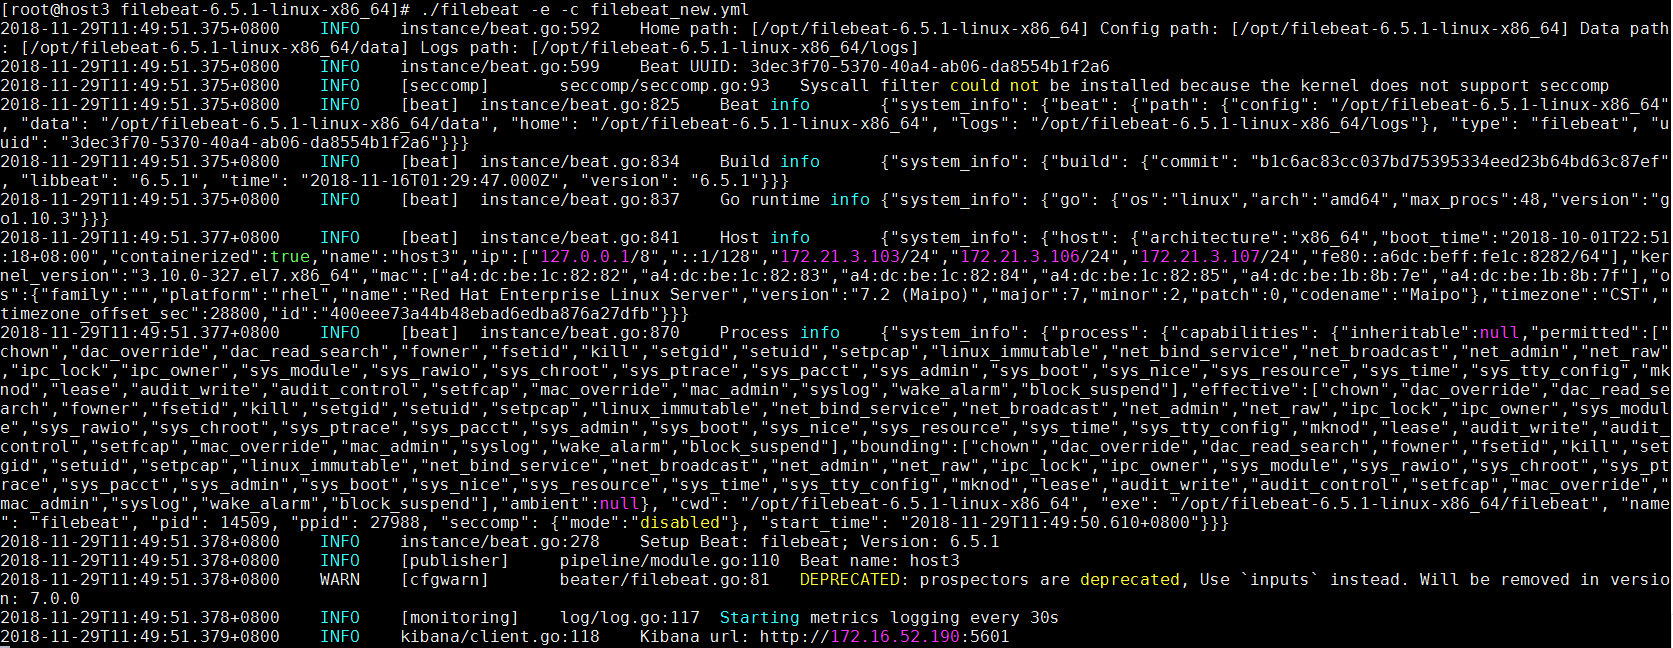 [root@host3 filebeat-6.5.1-linux-x86_64]# ./filebeat -e -c filebeat_new.yml
2018-11-29T11:49:51.375+0800    INFO    instance/beat.go:592    Home path: [/opt/filebeat-6.5.1-linux-x86_64] Config path: [/opt/filebeat-6.5.1-linux-x86_64] Data path
: [/opt/filebeat-6.5.1-linux-x86_64/data] Logs path: [/opt/filebeat-6.5.1-linux-x86_64/logs]
2018-11-29T11:49:51.375+0800    INFO    instance/beat.go:599    Beat UUID: 3dec3f70-5370-40a4-ab06-da8554b1f2a6
2018-11-29T11:49:51.375+0800    INFO    [seccomp]       seccomp/seccomp.go:93   Syscall filter could not be installed because the kernel does not support seccomp
2018-11-29T11:49:51.375+0800    INFO    [beat]  instance/beat.go:825    Beat info       {"system_info": {"beat": {"path": {"config": "/opt/filebeat-6.5.1-linux-x86_64"
, "data": "/opt/filebeat-6.5.1-linux-x86_64/data", "home": "/opt/filebeat-6.5.1-linux-x86_64", "logs": "/opt/filebeat-6.5.1-linux-x86_64/logs"}, "type": "filebeat", "u
uid": "3dec3f70-5370-40a4-ab06-da8554b1f2a6"}}}
2018-11-29T11:49:51.375+0800    INFO    [beat]  instance/beat.go:834    Build info      {"system_info": {"build": {"commit": "b1c6ac83cc037bd75395334eed23b64bd63c87ef"
, "libbeat": "6.5.1", "time": "2018-11-16T01:29:47.000Z", "version": "6.5.1"}}}
2018-11-29T11:49:51.375+0800    INFO    [beat]  instance/beat.go:837    Go runtime info {"system_info": {"go": {"os":"linux","arch":"amd64","max_procs":48,"version":"g
o1.10.3"}}}
2018-11-29T11:49:51.377+0800    INFO    [beat]  instance/beat.go:841    Host info       {"system_info": {"host": {"architecture":"x86_64","boot_time":"2018-10-01T22:51
:18+08:00","containerized":true,"name":"host3","ip":["127.0.0.1/8","::1/128","172.21.3.103/24","172.21.3.106/24","172.21.3.107/24","fe80::a6dc:beff:fe1c:8282/64"],"ker
nel_version":"3.10.0-327.el7.x86_64","mac":["a4:dc:be:1c:82:82","a4:dc:be:1c:82:83","a4:dc:be:1c:82:84","a4:dc:be:1c:82:85","a4:dc:be:1b:8b:7e","a4:dc:be:1b:8b:7f"],"o
s":{"family":"","platform":"rhel","name":"Red Hat Enterprise Linux Server","version":"7.2 (Maipo)","major":7,"minor":2,"patch":0,"codename":"Maipo"},"timezone":"CST","
timezone_offset_sec":28800,"id":"400eee73a44b48ebad6edba876a27dfb"}}}
2018-11-29T11:49:51.377+0800    INFO    [beat]  instance/beat.go:870    Process info    {"system_info": {"process": {"capabilities": {"inheritable":null,"permitted":["
chown","dac_override","dac_read_search","fowner","fsetid","kill","setgid","setuid","setpcap","linux_immutable","net_bind_service","net_broadcast","net_admin","net_raw"
,"ipc_lock","ipc_owner","sys_module","sys_rawio","sys_chroot","sys_ptrace","sys_pacct","sys_admin","sys_boot","sys_nice","sys_resource","sys_time","sys_tty_config","mk
nod","lease","audit_write","audit_control","setfcap","mac_override","mac_admin","syslog","wake_alarm","block_suspend"],"effective":["chown","dac_override","dac_read_se
arch","fowner","fsetid","kill","setgid","setuid","setpcap","linux_immutable","net_bind_service","net_broadcast","net_admin","net_raw","ipc_lock","ipc_owner","sys_modul
e","sys_rawio","sys_chroot","sys_ptrace","sys_pacct","sys_admin","sys_boot","sys_nice","sys_resource","sys_time","sys_tty_config","mknod","lease","audit_write","audit_
control","setfcap","mac_override","mac_admin","syslog","wake_alarm","block_suspend"],"bounding":["chown","dac_override","dac_read_search","fowner","fsetid","kill","set
gid","setuid","setpcap","linux_immutable","net_bind_service","net_broadcast","net_admin","net_raw","ipc_lock","ipc_owner","sys_module","sys_rawio","sys_chroot","sys_pt
race","sys_pacct","sys_admin","sys_boot","sys_nice","sys_resource","sys_time","sys_tty_config","mknod","lease","audit_write","audit_control","setfcap","mac_override","
mac_admin","syslog","wake_alarm","block_suspend"],"ambient":null}, "cwd": "/opt/filebeat-6.5.1-linux-x86_64", "exe": "/opt/filebeat-6.5.1-linux-x86_64/filebeat", "name
": "filebeat", "pid": 14509, "ppid": 27988, "seccomp": {"mode":"disabled"}, "start_time": "2018-11-29T11:49:50.610+0800"}}}
2018-11-29T11:49:51.378+0800    INFO    instance/beat.go:278    Setup Beat: filebeat; Version: 6.5.1
2018-11-29T11:49:51.378+0800    INFO    [publisher]     pipeline/module.go:110  Beat name: host3
2018-11-29T11:49:51.378+0800    WARN    [cfgwarn]       beater/filebeat.go:81   DEPRECATED: prospectors are deprecated, Use `inputs` instead. Will be removed in versio
n: 7.0.0
2018-11-29T11:49:51.378+0800    INFO    [monitoring]    log/log.go:117  Starting metrics logging every 30s
2018-11-29T11:49:51.379+0800    INFO    kibana/client.go:118    Kibana url: http://172.16.52.190:5601